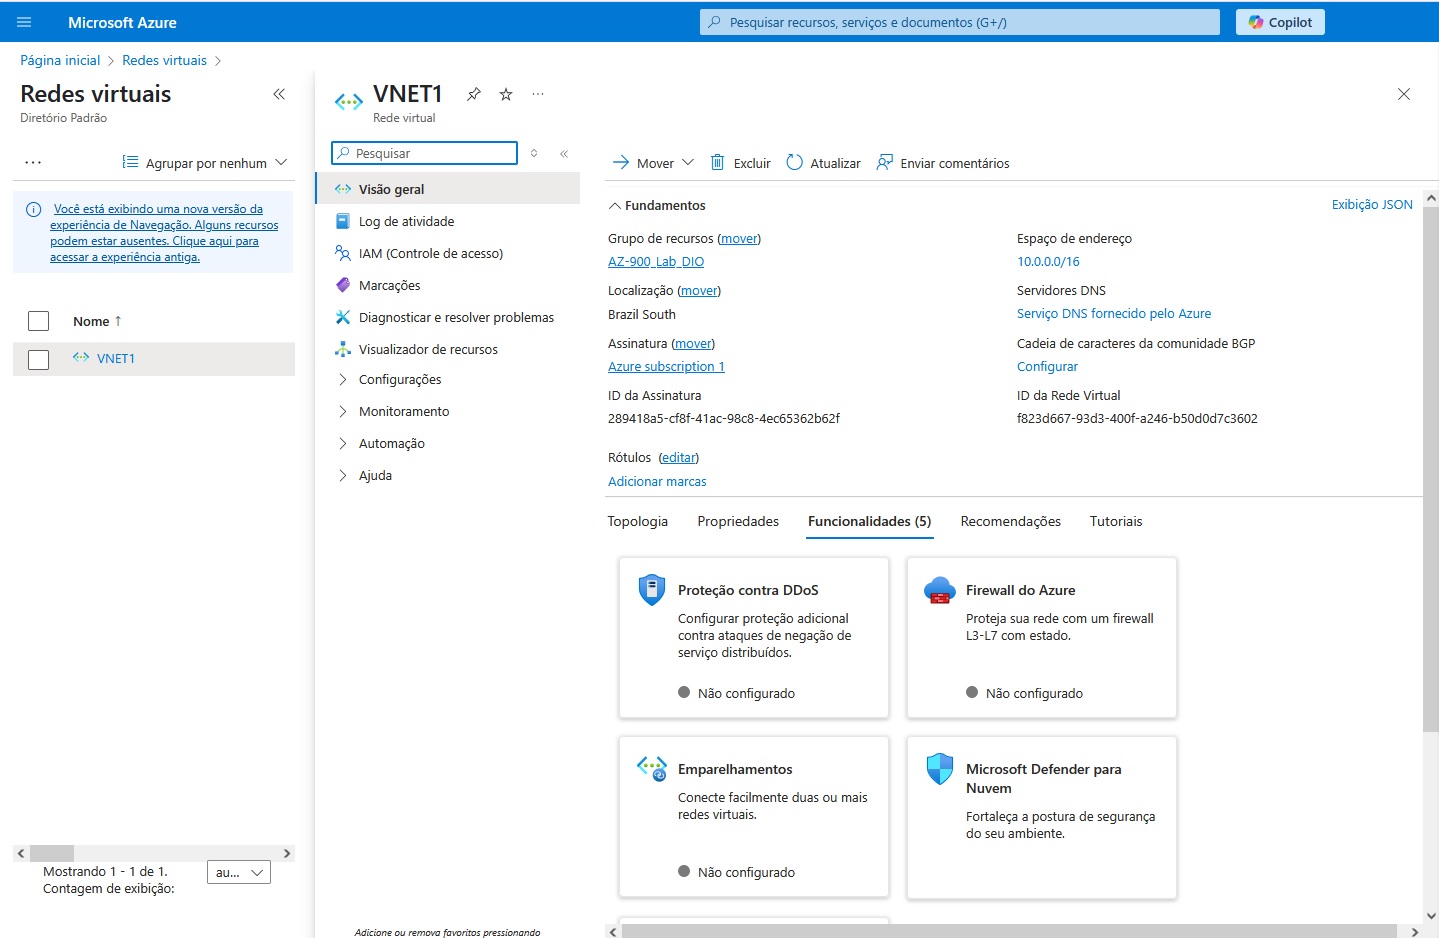 Microsoft Azure
Pesquisar recursos, serviços e documentos (G+/)
Copilot
Página inicial > Redes virtuais >
Redes virtuais
Diretório Padrão
Agrupar por nenhum
Você está exibindo uma nova versão da
experiência de Navegação. Alguns recursos
podem estar ausentes. Clique aqui para
acessar a experiência antiga.
Nome ↑
VNET1
Mostrando 1 - 1 de 1.
Contagem de exibição:
au...
VNET1
Rede virtual
Pesquisar
Visão geral
Log de atividade
IAM (Controle de acesso)
Marcações
Diagnosticar e resolver problemas
Visualizador de recursos
Configurações
Monitoramento
Automação
Ajuda
Adicione ou remova favoritos pressionando
Mover
Excluir
Atualizar
Enviar comentários
Fundamentos
Exibição JSON
Grupo de recursos (mover)
AZ-900_Lab_DIO
Localização (mover)
Brazil South
Assinatura (mover)
Azure subscription 1
ID da Assinatura
289418a5-cf8f-41ac-98c8-4ec65362b62f
Espaço de endereço
10.0.0.0/16
Servidores DNS
Serviço DNS fornecido pelo Azure
Cadeia de caracteres da comunidade BGP
Configurar
ID da Rede Virtual
f823d667-93d3-400f-a246-b50d0d7c3602
Rótulos (editar)
Adicionar marcas
Topologia
Propriedades
Funcionalidades (5)
Recomendações
Tutoriais
Proteção contra DDoS
Configurar proteção adicional
contra ataques de negação de
serviço distribuídos.
Não configurado
Firewall do Azure
Proteja sua rede com um firewall
L3-L7 com estado.
Não configurado
Emparelhamentos
Conecte facilmente duas ou mais
redes virtuais.
Não configurado
Microsoft Defender para
Nuvem
Fortaleça a postura de segurança
do seu ambiente.